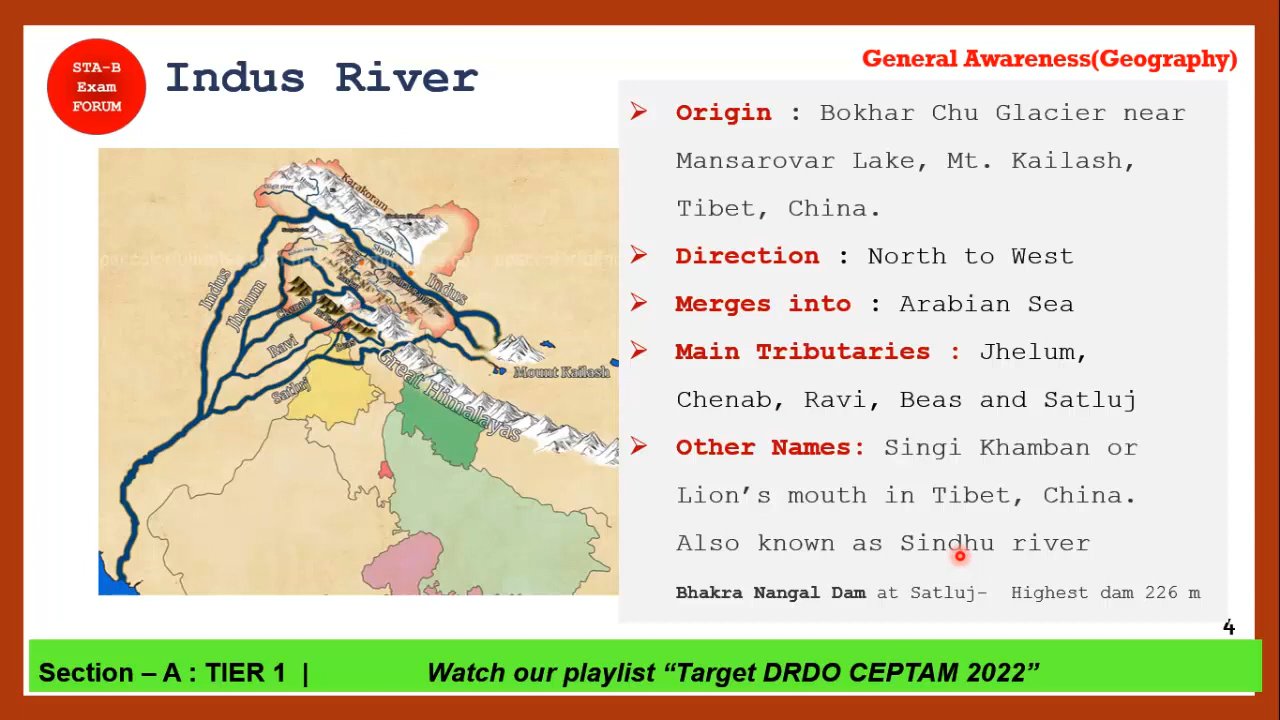 STA-B
Exam
FORUM
Indus River
General Awareness(Geography)
➢ Origin : Bokhar Chu Glacier near
Mansarovar Lake, Mt. Kailash,
Tibet, China.
➢ Direction : North to West
➢ Merges into : Arabian Sea
➢ Main Tributaries : Jhelum,
Chenab, Ravi, Beas and Satluj
➢ Other Names: Singi Khamban or
Lion’s mouth in Tibet, China.
Also known as Sindhu river
Bhakra Nangal Dam at Satluj- Highest dam 226 m
Karakoram
Shyok
Indus
Indus
Jhelum
Ravi
Beas
Satluj
Great Himalayas
Mount Kailash
4
Section – A : TIER 1 |
Watch our playlist “Target DRDO CEPTAM 2022”